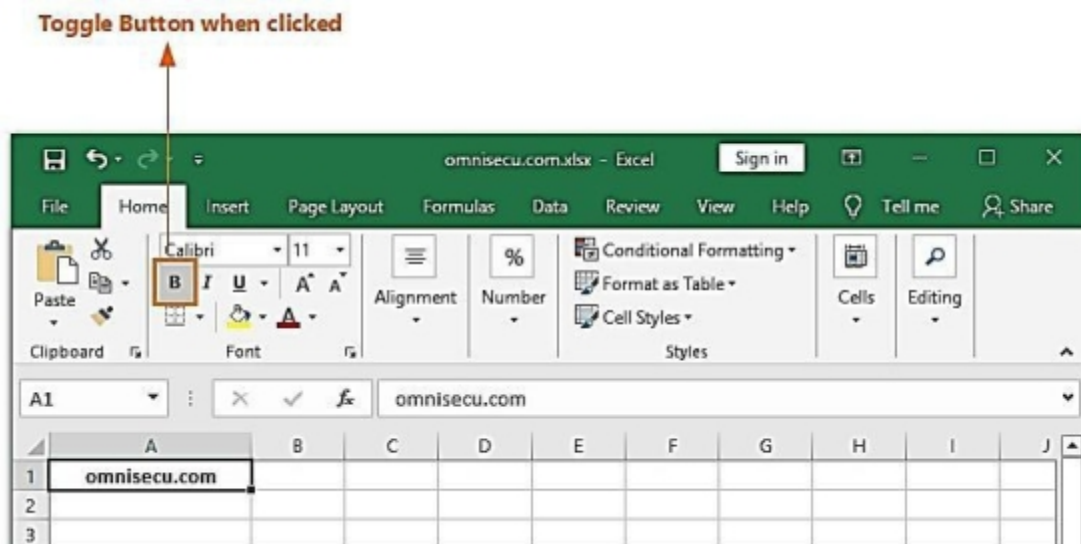 Toggle Button when clicked
omnisecu.com.xlsx - Excel
Sign in
File Home Insert Page Layout Formulas Data Review View Help Tell me Share
Calibri 11
Conditional Formatting
B I U A A
Paste Alignment Number Format as Table Cells Editing
A
Cell Styles
Clipboard Font Styles
A1 fx omnisecu.com
A B C D E F G H I J
1 omnisecu.com
2
3